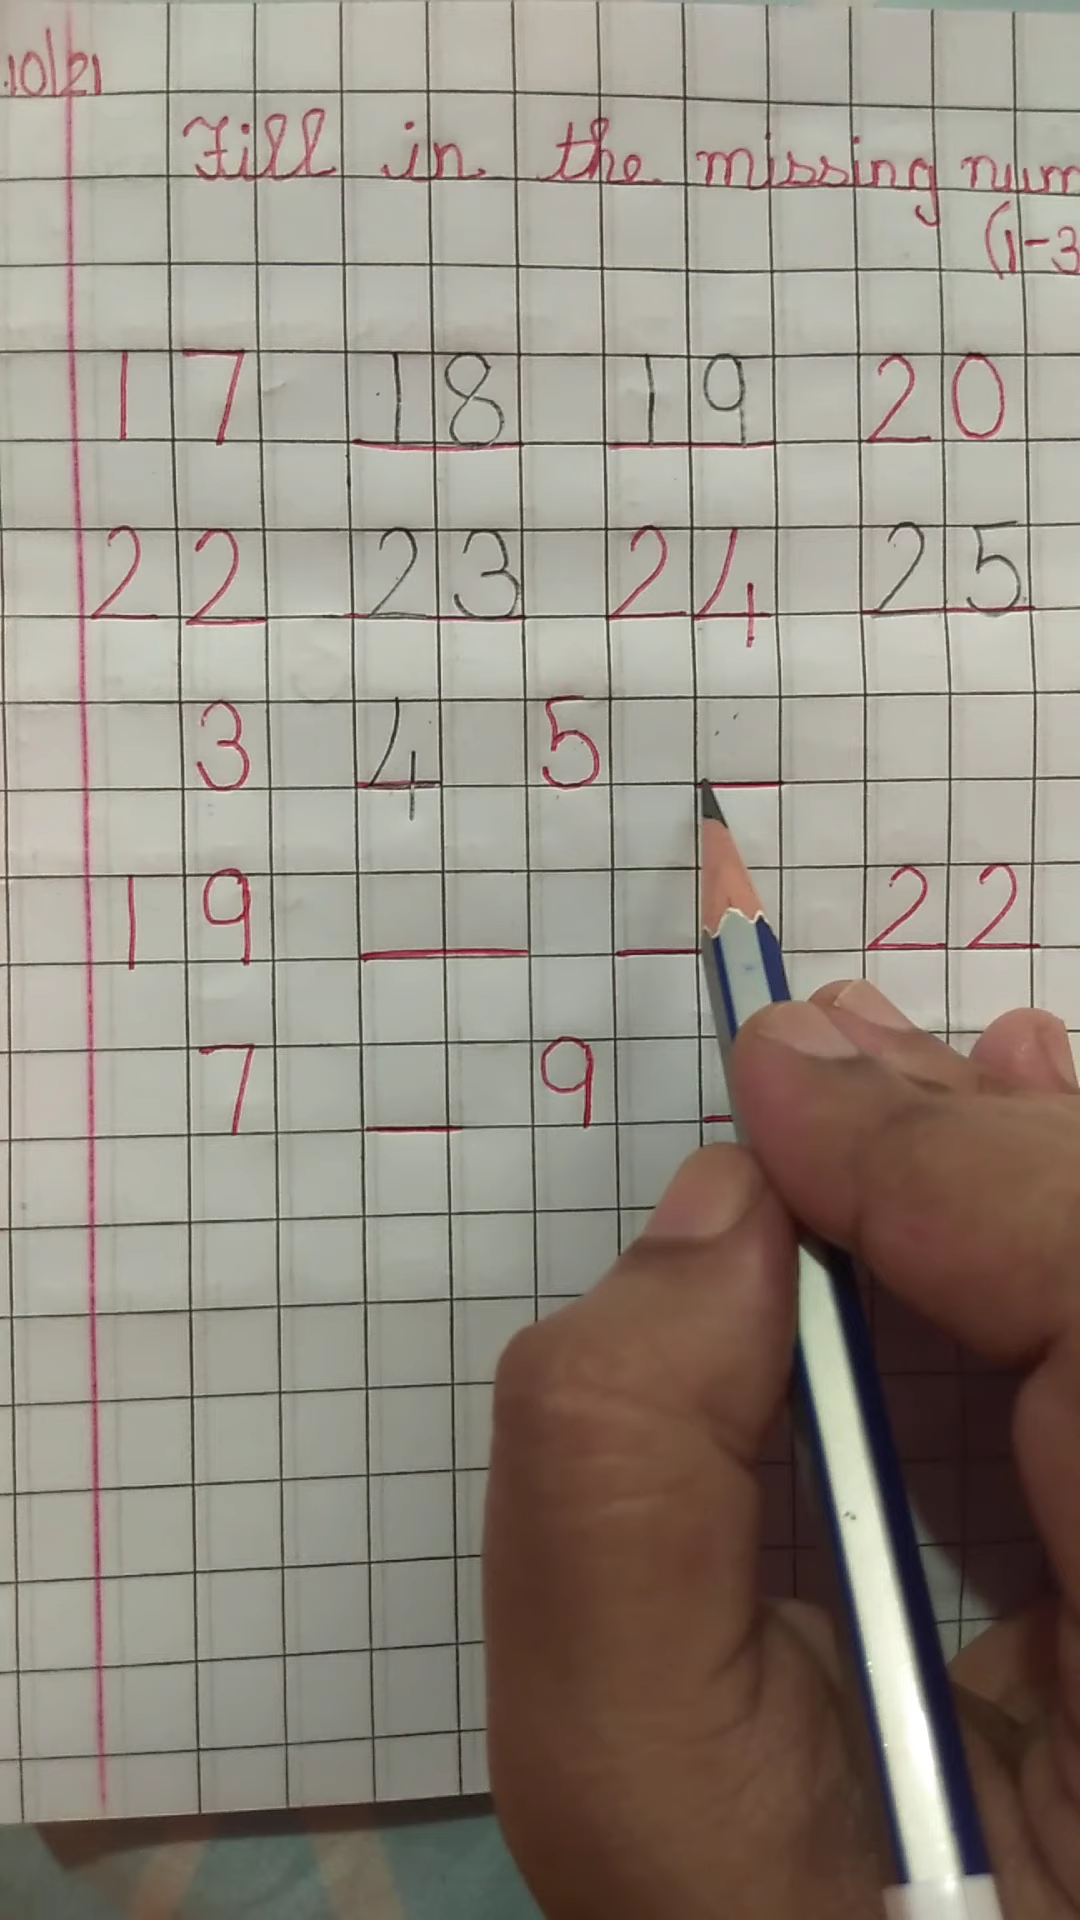 10/21
Fill in the missing num
(1-3
17 18 19 20
22 23 24 25
3 4 5 _
19 __ _ 22
7 _ 9 _